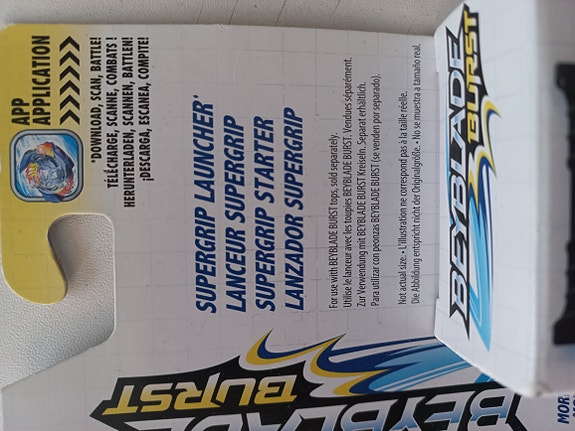 APP
APPLICATION
>>>>>>>
*DOWNLOAD, SCAN, BATTLE!
TÉLÉCHARGE, SCANNE, COMBATS !
HERUNTERLADEN, SCANNEN, BATTLEN!
¡DESCARGA, ESCANEA, COMPITE!
SUPERGRIP LAUNCHER*
LANCEUR SUPERGRIP
SUPERGRIP STARTER
LANZADOR SUPERGRIP
For use with BEYBLADE BURST tops, sold separately.
Utilise le lanceur avec les toupies BEYBLADE BURST. Vendues séparément.
Zur Verwendung mit BEYBLADE BURST Kreiseln. Separat erhältlich.
Para utilizar con peonzas BEYBLADE BURST (se venden por separado).
Not actual size. • L'illustration ne correspond pas à la taille réelle.
Die Abbildung entspricht nicht der Originalgröße. • No se muestra a tamaño real.
BEYBLADE
BURST
BEYBLADE
BURST